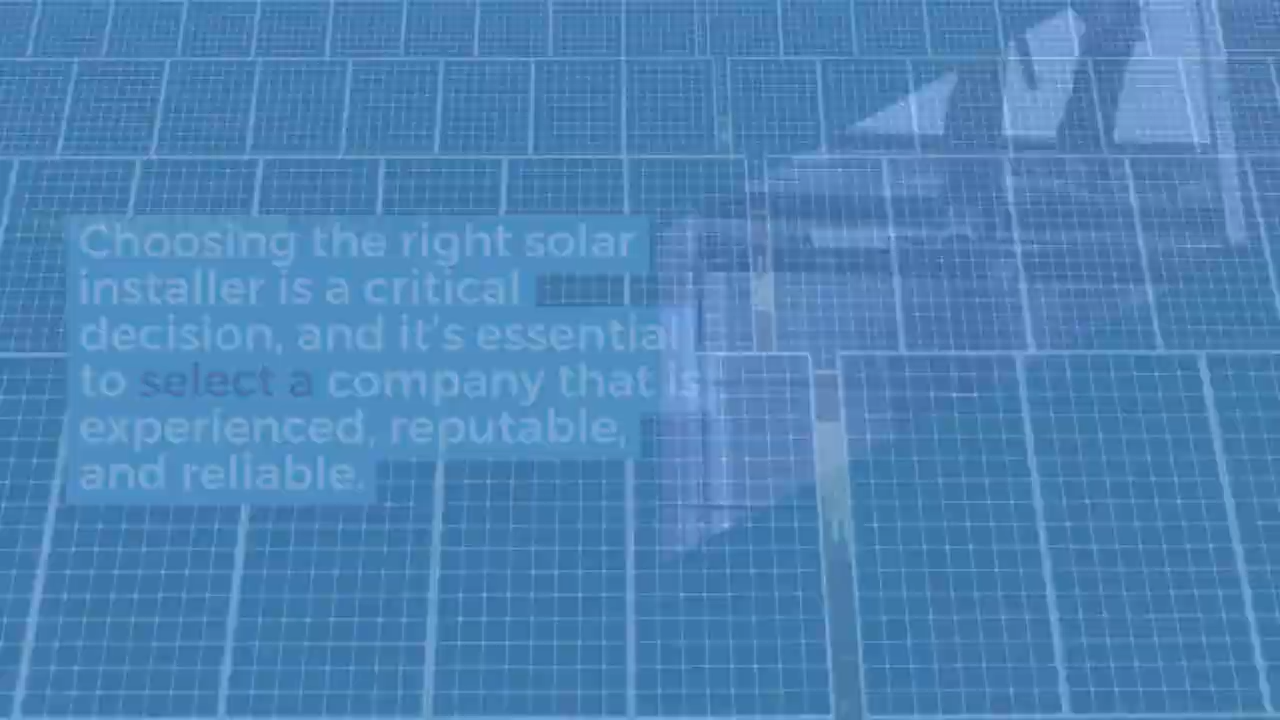 Choosing the right solar
installer is a critical
decision, and it's essential
to select a company that is
experienced, reputable,
and reliable.